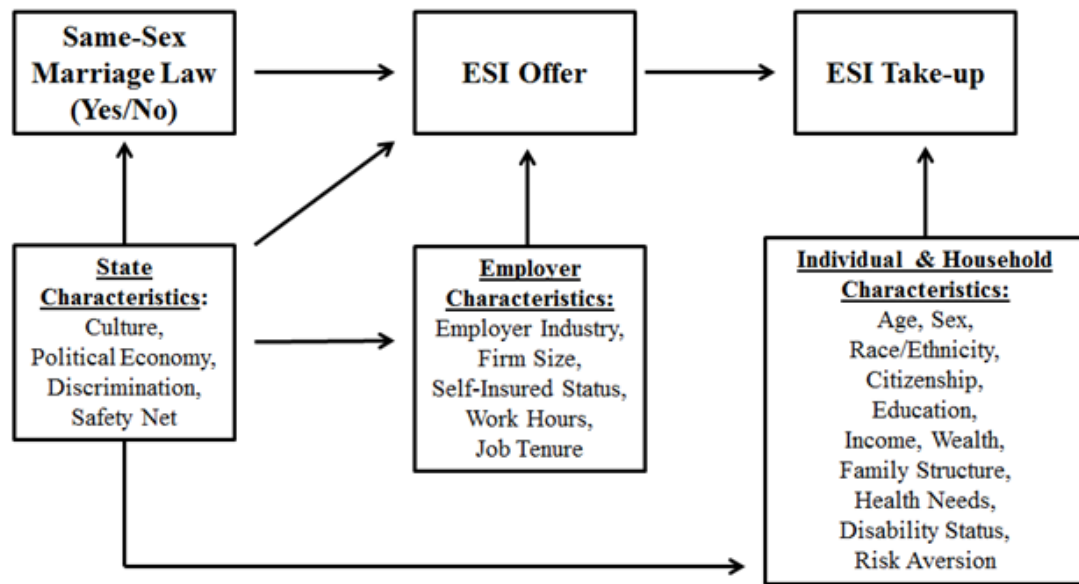 Same-Sex
Marriage Law
(Yes/No)
ESI Offer
ESI Take-up
State
Characteristics:
Culture,
Political Economy,
Discrimination,
Safety Net
Employer
Characteristics:
Employer Industry,
Firm Size,
Self-Insured Status,
Work Hours,
Job Tenure
Individual & Household
Characteristics:
Age, Sex,
Race/Ethnicity,
Citizenship,
Education,
Income, Wealth,
Family Structure,
Health Needs,
Disability Status,
Risk Aversion